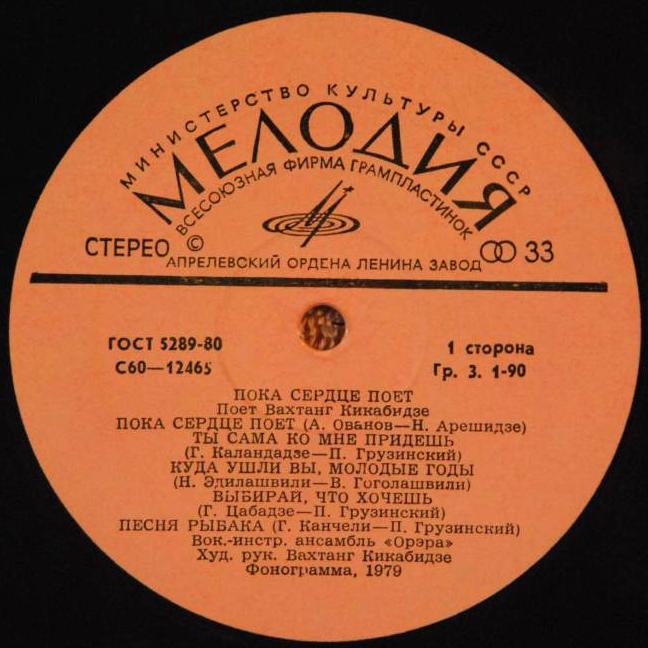 МИНИСТЕРСТВО КУЛЬТУРЫ СССР
МЕЛОДИЯ
ВСЕСОЮЗНАЯ ФИРМА ГРАМПЛАСТИНОК
СТЕРЕО © 33
АПРЕЛЕВСКИЙ ОРДЕНА ЛЕНИНА ЗАВОД
ГОСТ 5289-80 1 сторона
С60—12465 Гр. 3. 1-90
ПОКА СЕРДЦЕ ПОЕТ
Поет Вахтанг Кикабидзе
ПОКА СЕРДЦЕ ПОЕТ (А. Ованов—Н. Арешидзе)
ТЫ САМА КО МНЕ ПРИДЕШЬ
(Г. Каландадзе—П. Грузинский)
КУДА УШЛИ ВЫ, МОЛОДЫЕ ГОДЫ
(Н. Эдилашвили—В. Гоголашвили)
ВЫБИРАЙ, ЧТО ХОЧЕШЬ
(Г. Цабадзе—П. Грузинский)
ПЕСНЯ РЫБАКА (Г. Канчели—П. Грузинский)
Вок.-инстр. ансамбль «Орэра»
Худ. рук. Вахтанг Кикабидзе
Фонограмма, 1979